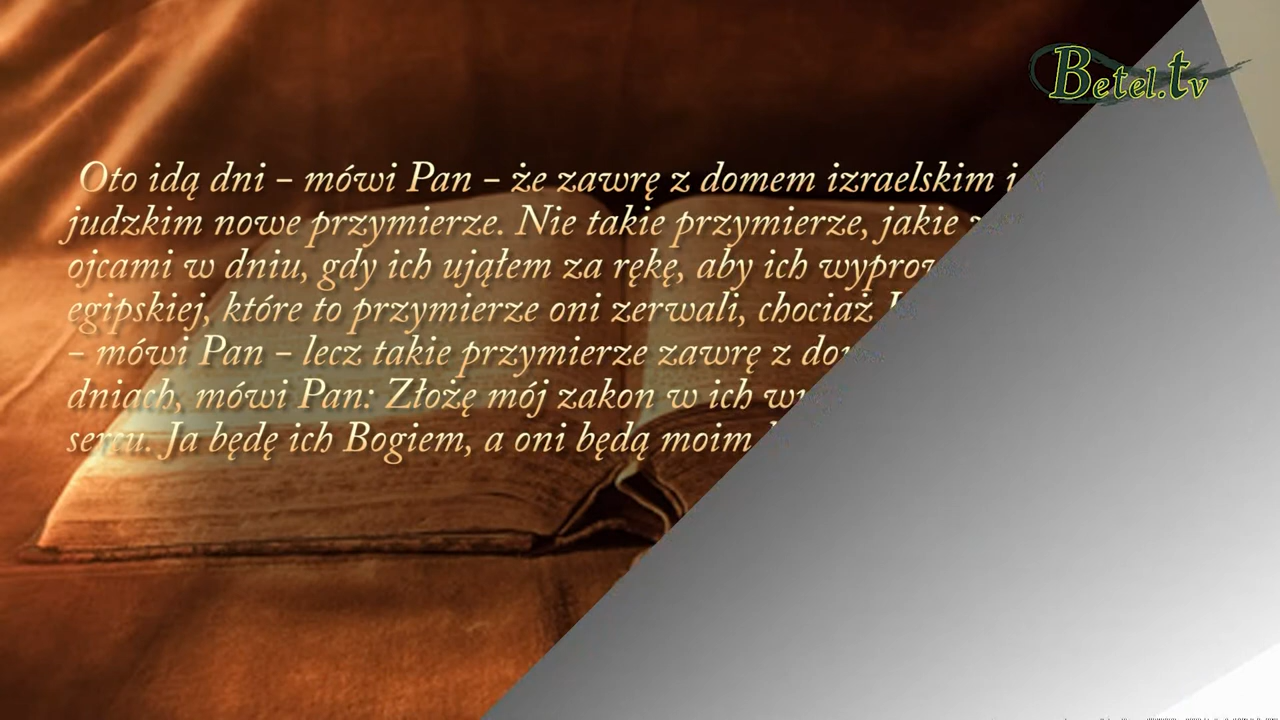 Betel.tv
Oto idą dni – mówi Pan – że zawrę z domem izraelskim i
judzkim nowe przymierze. Nie takie przymierze, jakie
ojcami w dniu, gdy ich ująłem za rękę, aby ich
egipskiej, które to przymierze oni zerwali, chociaż
– mówi Pan – lecz takie przymierze zawrę z
dniach, mówi Pan: Złożę mój zakon w ich
sercu. Ja będę ich Bogiem, a oni będą moim